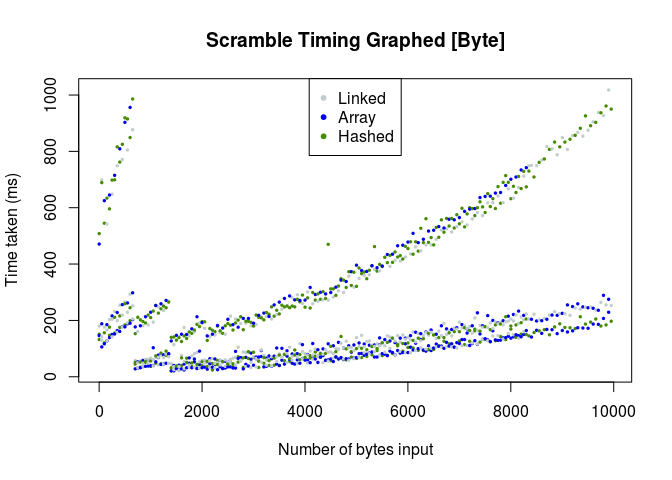 Scramble Timing Graphed [Byte]
Linked
Array
Hashed
Time taken (ms)
1000
800
600
400
200
0
0 2000 4000 6000 8000 10000
Number of bytes input